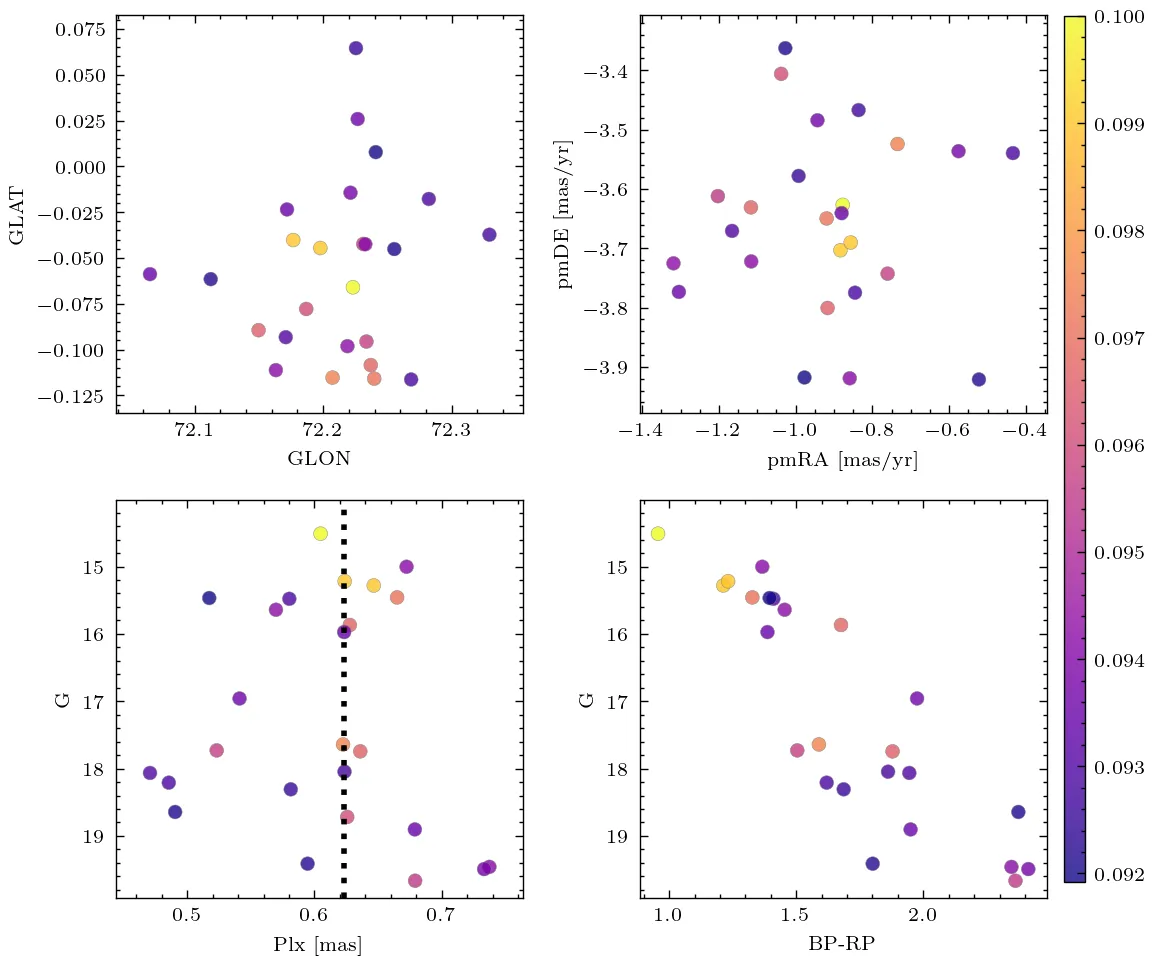 0.075
0.050
0.025
0.000
−0.025
−0.050
−0.075
−0.100
−0.125
GLAT
72.1 72.2 72.3
GLON
−3.4
−3.5
−3.6
−3.7
−3.8
−3.9
pmDE [mas/yr]
−1.4 −1.2 −1.0 −0.8 −0.6 −0.4
pmRA [mas/yr]
0.100
0.099
0.098
0.097
0.096
0.095
0.094
0.093
0.092
15
16
17
18
19
G
0.5 0.6 0.7
Plx [mas]
15
16
17
18
19
G
1.0 1.5 2.0
BP-RP